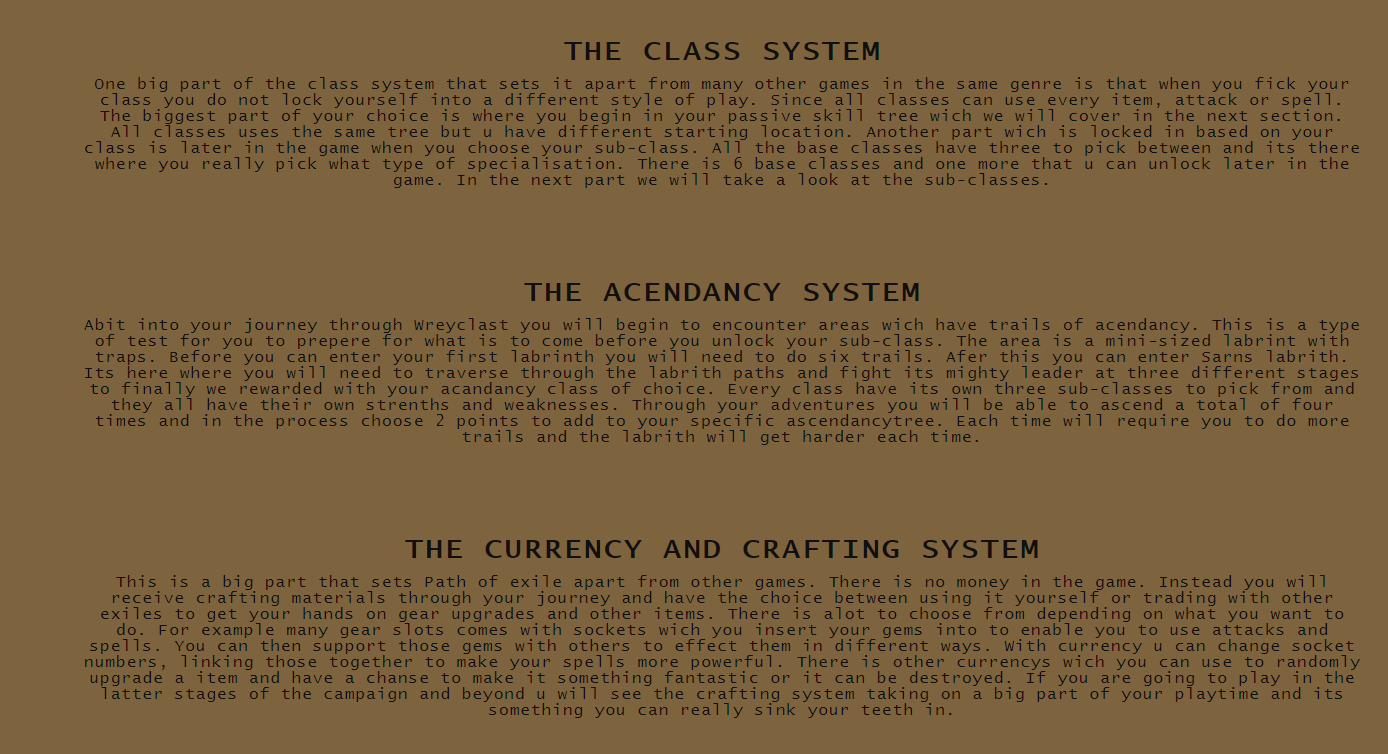 THE CLASS SYSTEM
One big part of the class system that sets it apart from many other games in the same genre is that when you fick your
class you do not lock yourself into a different style of play. Since all classes can use every item, attack or spell.
The biggest part of your choice is where you begin in your passive skill tree wich we will cover in the next section.
All classes uses the same tree but u have different starting location. Another part wich is locked in based on your
class is later in the game when you choose your sub-class. All the base classes have three to pick between and its there
where you really pick what type of specialisation. There is 6 base classes and one more that u can unlock later in the
game. In the next part we will take a look at the sub-classes.
THE ACENDANCY SYSTEM
Abit into your journey through Wreyclast you will begin to encounter areas wich have trails of acendancy. This is a type
of test for you to prepere for what is to come before you unlock your sub-class. The area is a mini-sized labrint with
traps. Before you can enter your first labrinth you will need to do six trails. Afer this you can enter Sarns labrith.
Its here where you will need to traverse through the labrith paths and fight its mighty leader at three different stages
to finally we rewarded with your acandancy class of choice. Every class have its own three sub-classes to pick from and
they all have their own strenths and weaknesses. Through your adventures you will be able to ascend a total of four
times and in the process choose 2 points to add to your specific ascendancytree. Each time will require you to do more
trails and the labrith will get harder each time.
THE CURRENCY AND CRAFTING SYSTEM
This is a big part that sets Path of exile apart from other games. There is no money in the game. Instead you will
receive crafting materials through your journey and have the choice between using it yourself or trading with other
exiles to get your hands on gear upgrades and other items. There is alot to choose from depending on what you want to
do. For example many gear slots comes with sockets wich you insert your gems into to enable you to use attacks and
spells. You can then support those gems with others to effect them in different ways. With currency u can change socket
numbers, linking those together to make your spells more powerful. There is other currencys wich you can use to randomly
upgrade a item and have a chanse to make it something fantastic or it can be destroyed. If you are going to play in the
latter stages of the campaign and beyond u will see the crafting system taking on a big part of your playtime and its
something you can really sink your teeth in.